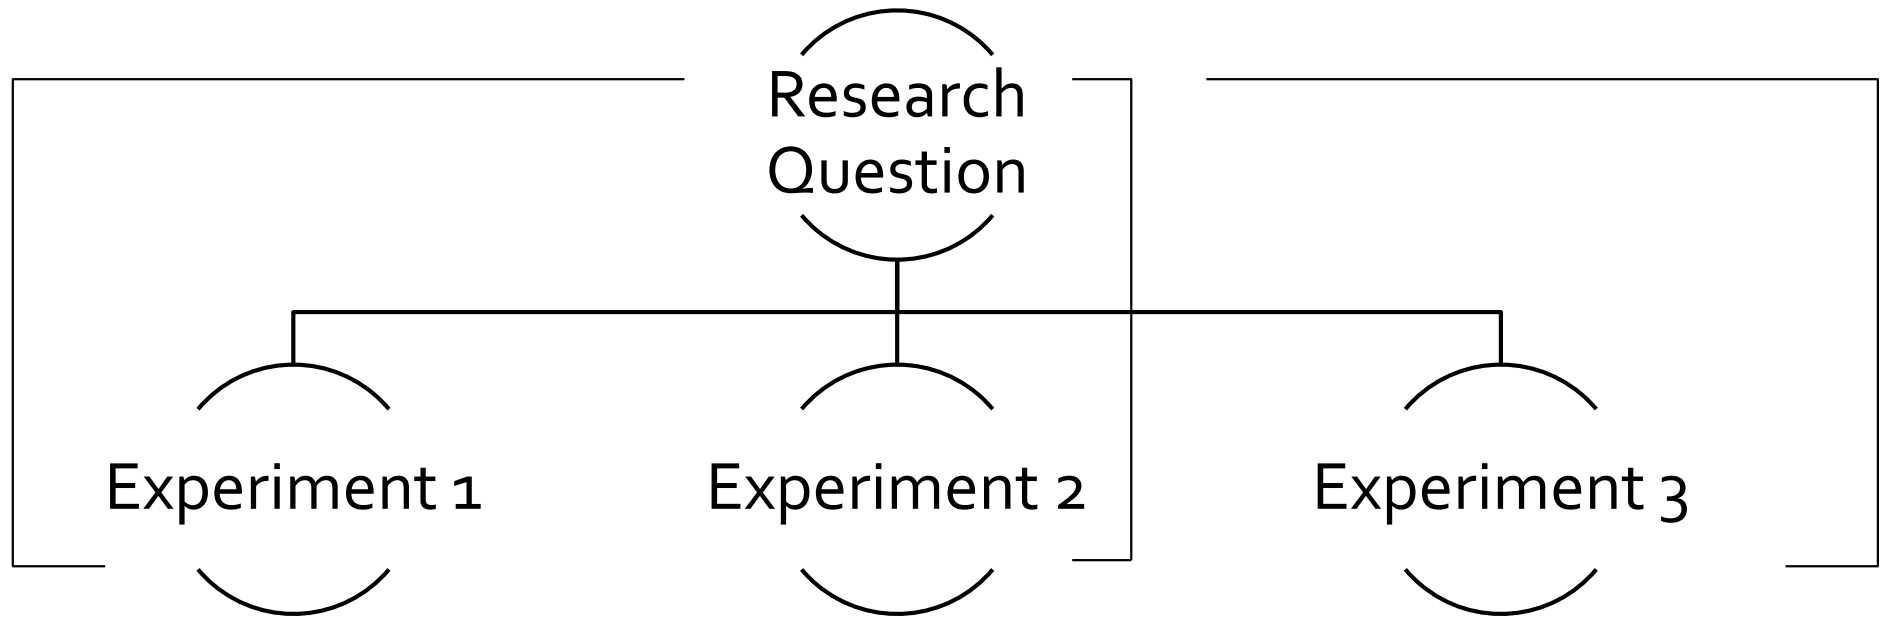 Research
Question
Experiment 1
Experiment 2
Experiment 3